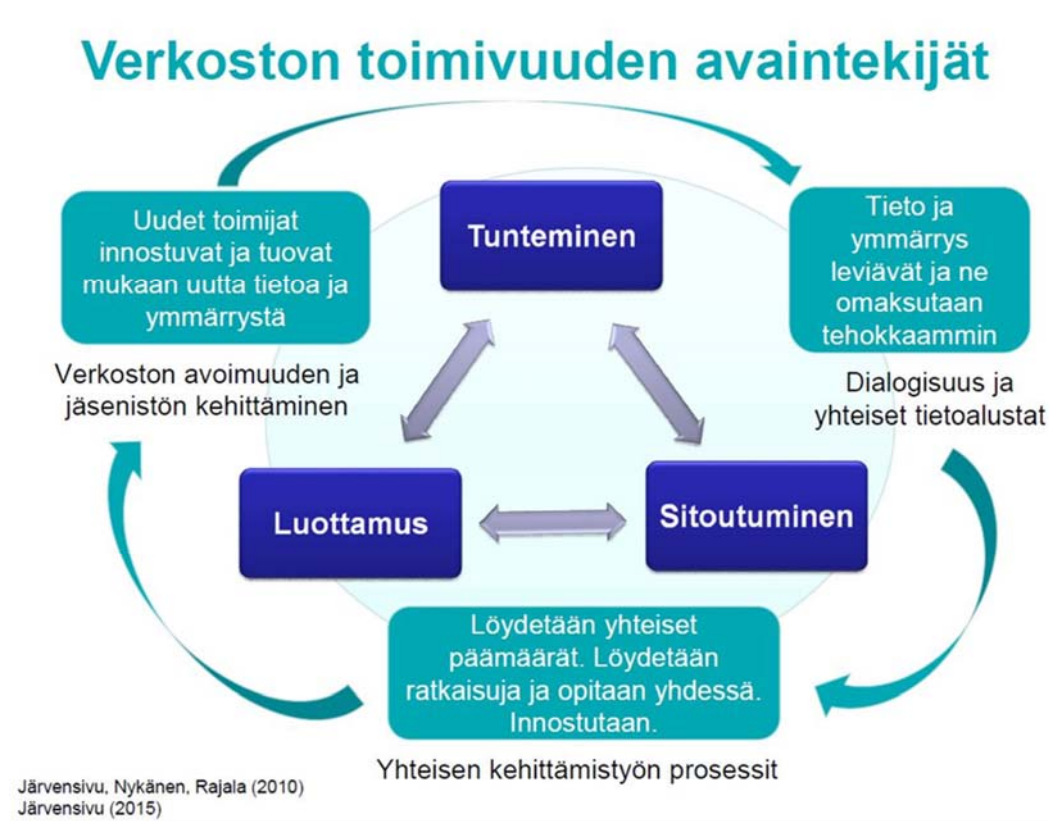 Verkoston toimivuuden avaintekijät
Uudet toimijat
innostuvat ja tuovat
mukaan uutta tietoa ja
ymmärrystä
Verkoston avoimuuden ja
jäsenistön kehittäminen
Tunteminen
Tieto ja
ymmärrys
leviävät ja ne
omaksutaan
tehokkaammin
Dialogisuus ja
yhteiset tietoalustat
Luottamus
Sitoutuminen
Löydetään yhteiset
päämäärät. Löydetään
ratkaisuja ja opitaan yhdessä.
Innostutaan.
Yhteisen kehittämistyön prosessit
Järvensivu, Nykänen, Rajala (2010)
Järvensivu (2015)